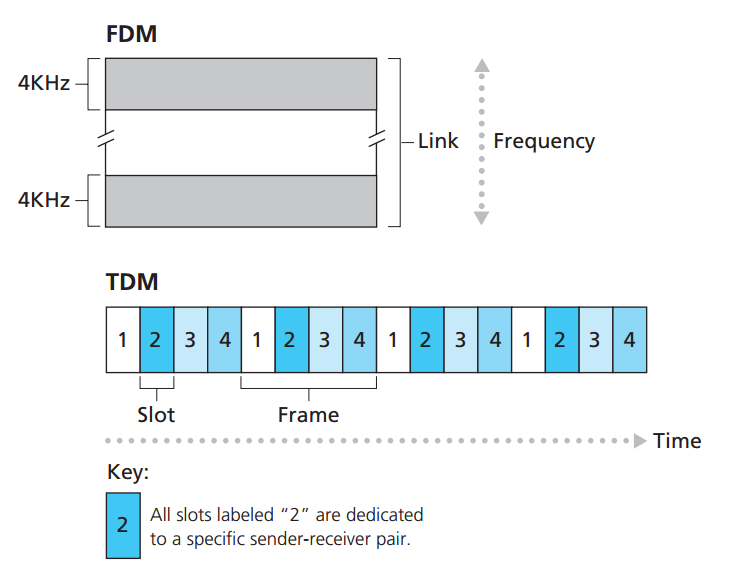 FDM
4KHz
Link
Frequency
4KHz
TDM
1 2 3 4 1 2 3 4 1 2 3 4 1 2 3 4
Slot
Frame
Time
Key:
2
All slots labeled “2” are dedicated
to a specific sender-receiver pair.